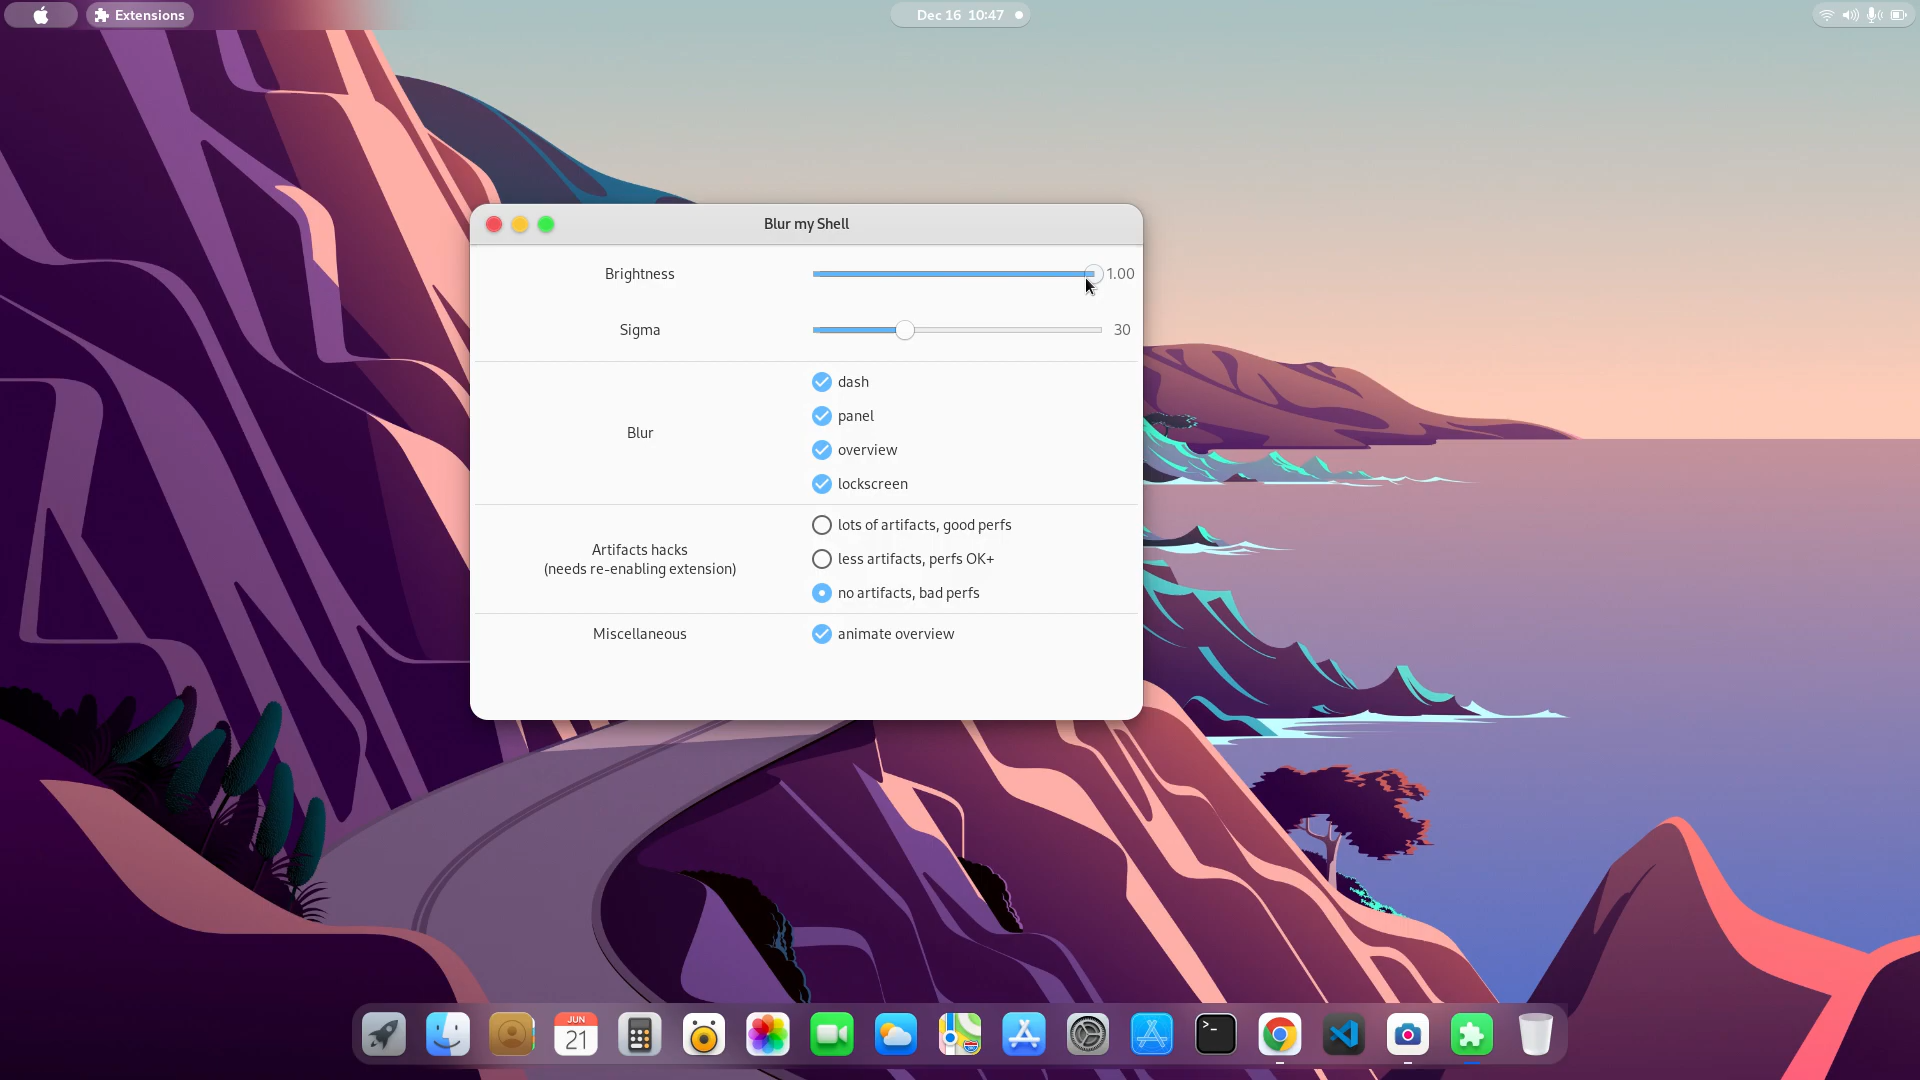 Extensions
Dec 16 10:47
Blur my Shell
Brightness
1.00
Sigma
30
Blur
dash
panel
overview
lockscreen
Artifacts hacks
(needs re-enabling extension)
lots of artifacts, good perfs
less artifacts, perfs OK+
no artifacts, bad perfs
Miscellaneous
animate overview
JUN
21
>_